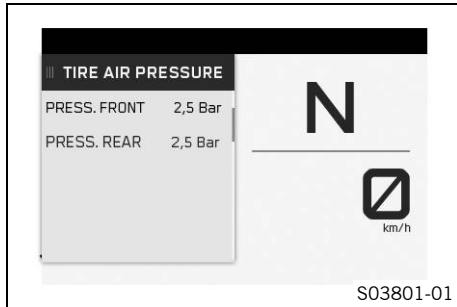 TIRE AIR PRESSURE
PRESS. FRONT 2,5 Bar
PRESS. REAR 2,5 Bar
N
0
km/h
S03801-01